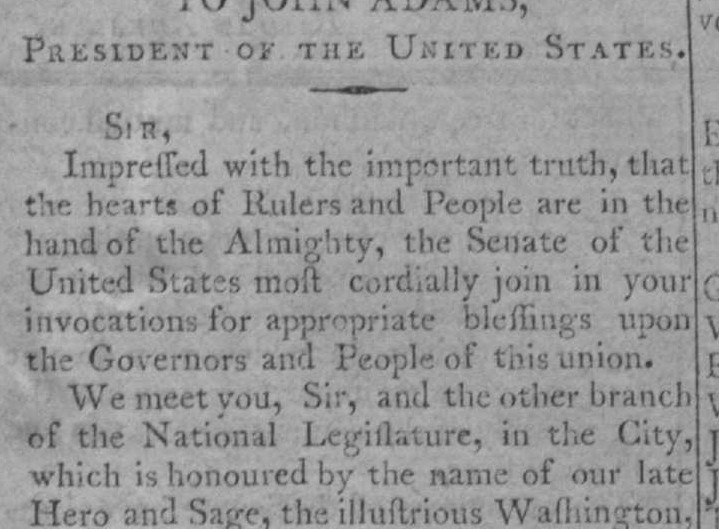 TO JOHN ADAMS,
PRESIDENT OF THE UNITED STATES.
SIR,
Impreſſed with the important truth, that
the hearts of Rulers and People are in the
hand of the Almighty, the Senate of the
United States moſt cordially join in your
invocations for appropriate bleſſings upon
the Governors and People of this union.
We meet you, Sir, and the other branch
of the National Legiſlature, in the City,
which is honoured by the name of our late
Hero and Sage, the illuſtrious Waſhington,